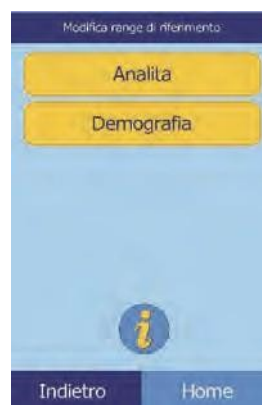 Modifica range di riferimento
Analita
Demografia
i
Indietro Home